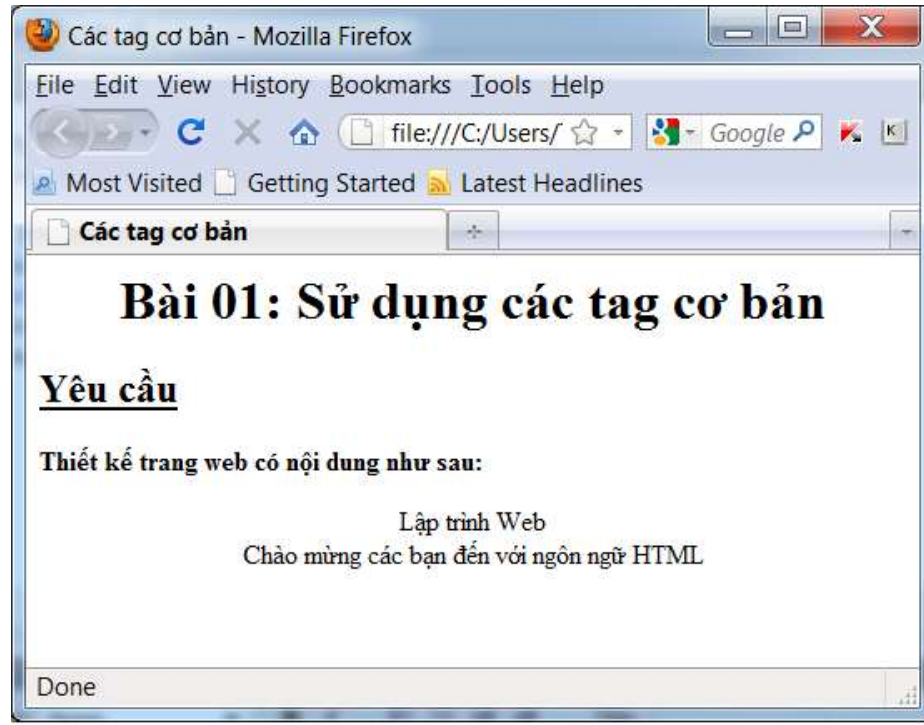 Các tag cơ bản - Mozilla Firefox
File Edit View History Bookmarks Tools Help
file:///C:/Users/ Google
Most Visited Getting Started Latest Headlines
Các tag cơ bản
Bài 01: Sử dụng các tag cơ bản
Yêu cầu
Thiết kế trang web có nội dung như sau:
Lập trình Web
Chào mừng các bạn đến với ngôn ngữ HTML
Done